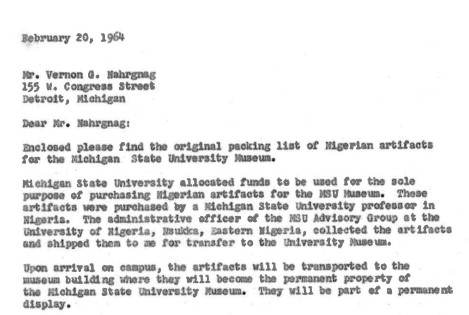 Bebruary 20, 1964
Mr. Vernon G. Nahrgnag
155 W. Congress Street
Detroit, Michigan
Dear Mr. Nahrgnag:
Enclosed please find the original packing list of Nigerian artifacts
for the Michigan State University Museum.
Michigan State University allocated funds to be used for the sole
purpose of purchasing Nigerian artifacts for the MSU Museum. These
artifacts were purchased by a Michigan State University professor in
Nigeria. The administrative officer of the MSU Advisory Group at the
University of Nigeria, Nsukka, Eastern Nigeria, collected the artifacts
and shipped them to me for transfer to the University Museum.
Upon arrival on campus, the artifacts will be transported to the
museum building where they will become the permanent property of
the Michigan State University Museum. They will be part of a permanent
display.